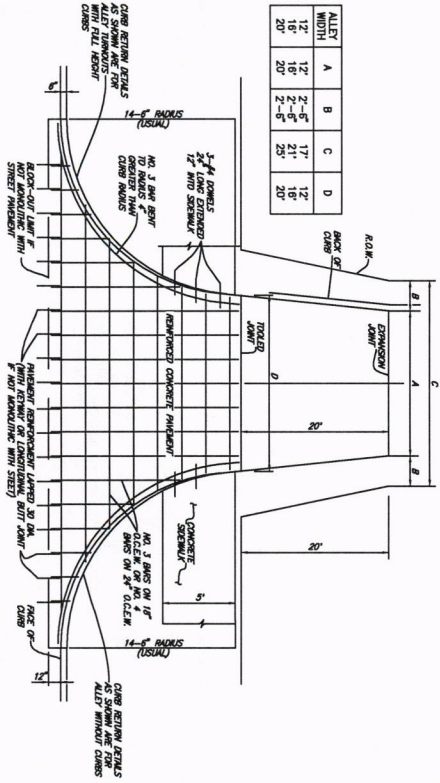 ALLEY WIDTH A B C D
12' 12' 2'-6" 17' 12'
16' 16' 2'-6" 21' 16'
20' 20' 2'-6" 25' 20'
C
B A B
R.O.W.
BACK OF
CURB
EXPANSION
JOINT
20'
20'
D
TOOLED
JOINT
3-#4 DOWELS
24" LONG EXTENDED
12" INTO SIDEWALK
14-6" RADIUS
(USUAL)
CURB RETURN DETAILS
AS SHOWN ARE FOR
ALLEY TURNOUTS
WITH FULL HEIGHT
CURBS
6"
NO. 3 BAR BENT
TO RADIUS 4"
GREATER THAN
CURB RADIUS
REINFORCED CONCRETE PAVEMENT
CONCRETE
SIDEWALK
5'
NO. 3 BARS ON 18"
O.C.E.W. OR NO. 4
BARS ON 24" O.C.E.W.
14-6" RADIUS
(USUAL)
CURB RETURN DETAILS
AS SHOWN ARE FOR
ALLEY WITHOUT CURBS
12"
BLOCK-OUT LIMIT IF
NOT MONOLITHIC WITH
STREET PAVEMENT
PAVEMENT REINFORCEMENT LAPPED 30 DIA.
(WITH KEYWAY OR LONGITUDINAL BUTT JOINT
IF NOT MONOLITHIC WITH STEET)
FACE OF
CURB